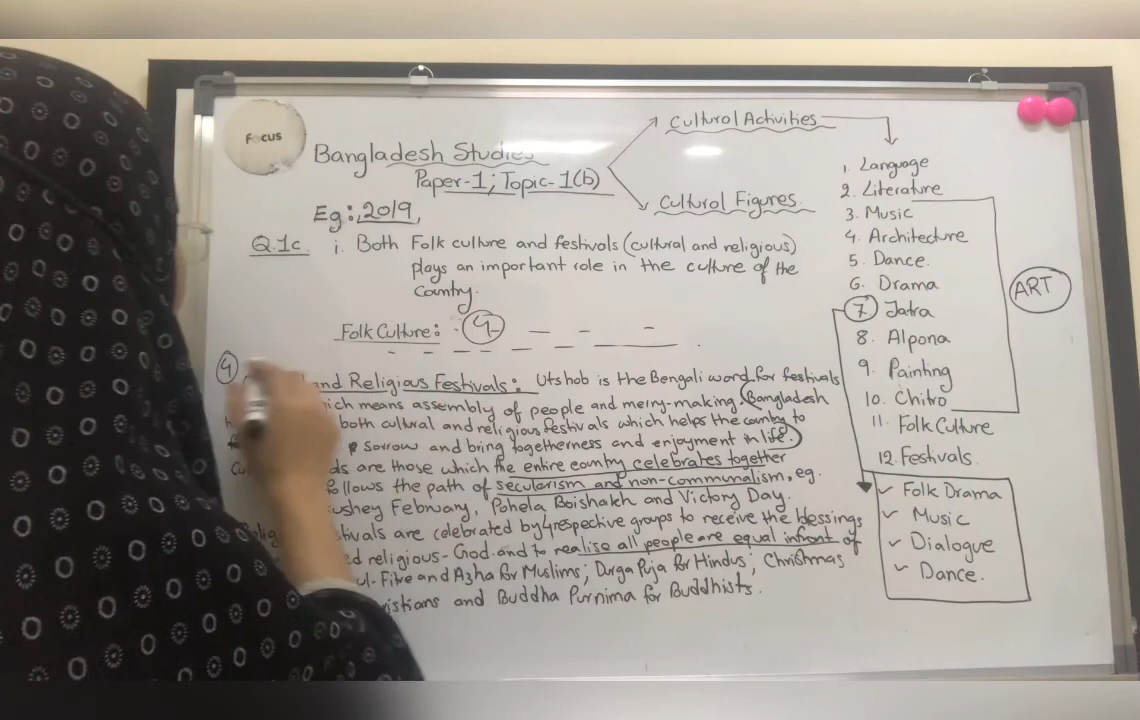 Focus
Bangladesh Studies
Paper-1; Topic-1(b)
Cultural Activities
Cultural Figures.
Eg:, 2019,
Q.1c. i. Both Folk culture and festivals (cultural and religious)
plays an important role in the culture of the
Country.
Folk Culture: 4
4
and Religious Festivals: Utshob is the Bengali word for festivals
which means assembly of people and merry-making. Bangladesh
both cultural and religious festivals which helps the country to
sorrow and bring togetherness and enjoyment in life.
are those which the entire country celebrates together
follows the path of secularism and non-communalism, eg.
February, Pohela Boishakh and Victory Day.
are celebrated by respective groups to receive the blessings
religious-God and to realise all people are equal infront of
ul-Fitre and Azha for Muslims; Durga Puja for Hindus; Christmas
and Buddha Purnima for Buddhists.
1. Language
2. Literature
3. Music
4. Architecture
5. Dance.
6. Drama
7. Jatra
8. Alpona
9. Painting
10. Chitro
11. Folk Culture
12. Festivals.
ART
Folk Drama
Music
Dialogue
Dance.